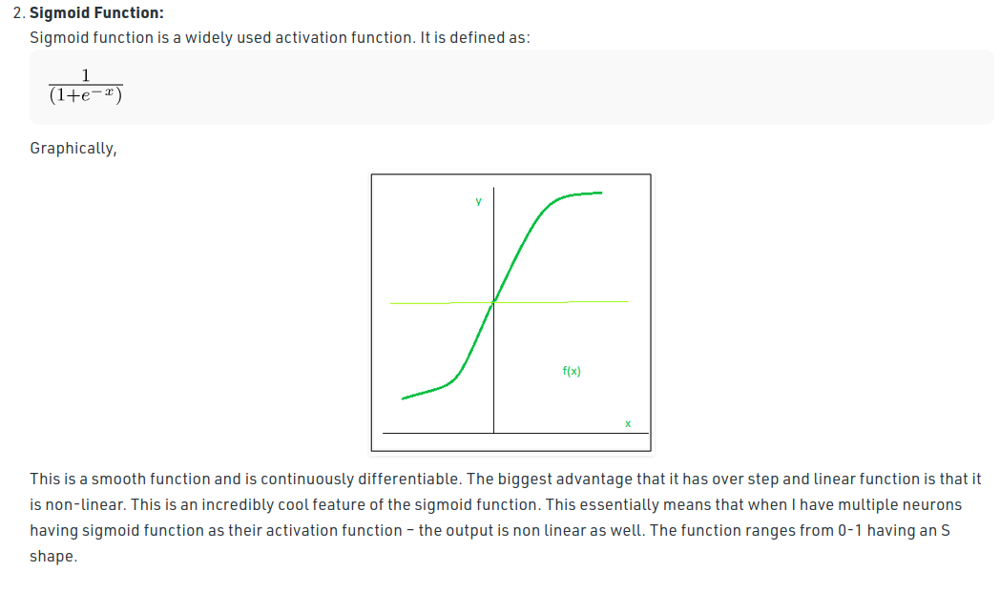 2. Sigmoid Function:
Sigmoid function is a widely used activation function. It is defined as:
1
(1+e−x)
Graphically,
y
f(x)
x
This is a smooth function and is continuously differentiable. The biggest advantage that it has over step and linear function is that it
is non-linear. This is an incredibly cool feature of the sigmoid function. This essentially means that when I have multiple neurons
having sigmoid function as their activation function – the output is non linear as well. The function ranges from 0-1 having an S
shape.